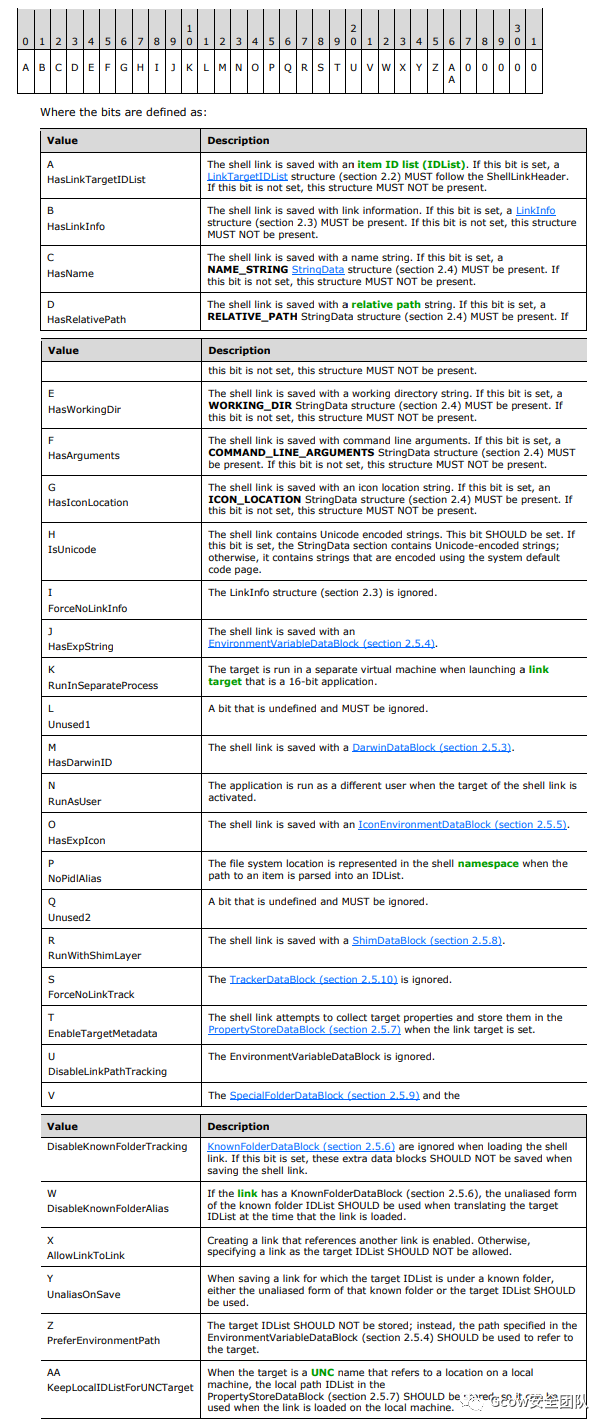 0 1 2 3 4 5 6 7 8 9 10 1 2 3 4 5 6 7 8 9 20 1 2 3 4 5 6 7 8 9 30 1
A B C D E F G H I J K L M N O P Q R S T U V W X Y Z AA 0 0 0 0 0
Where the bits are defined as:
Value Description
A
HasLinkTargetIDList
The shell link is saved with an item ID list (IDList). If this bit is set, a
LinkTargetIDList structure (section 2.2) MUST follow the ShellLinkHeader.
If this bit is not set, this structure MUST NOT be present.
B
HasLinkInfo
The shell link is saved with link information. If this bit is set, a LinkInfo
structure (section 2.3) MUST be present. If this bit is not set, this structure
MUST NOT be present.
C
HasName
The shell link is saved with a name string. If this bit is set, a
NAME_STRING StringData structure (section 2.4) MUST be present. If
this bit is not set, this structure MUST NOT be present.
D
HasRelativePath
The shell link is saved with a relative path string. If this bit is set, a
RELATIVE_PATH StringData structure (section 2.4) MUST be present. If
Value Description
this bit is not set, this structure MUST NOT be present.
E
HasWorkingDir
The shell link is saved with a working directory string. If this bit is set, a
WORKING_DIR StringData structure (section 2.4) MUST be present. If
this bit is not set, this structure MUST NOT be present.
F
HasArguments
The shell link is saved with command line arguments. If this bit is set, a
COMMAND_LINE_ARGUMENTS StringData structure (section 2.4) MUST
be present. If this bit is not set, this structure MUST NOT be present.
G
HasIconLocation
The shell link is saved with an icon location string. If this bit is set, an
ICON_LOCATION StringData structure (section 2.4) MUST be present. If
this bit is not set, this structure MUST NOT be present.
H
IsUnicode
The shell link contains Unicode encoded strings. This bit SHOULD be set. If
this bit is set, the StringData section contains Unicode-encoded strings;
otherwise, it contains strings that are encoded using the system default
code page.
I
ForceNoLinkInfo
The LinkInfo structure (section 2.3) is ignored.
J
HasExpString
The shell link is saved with an
EnvironmentVariableDataBlock (section 2.5.4).
K
RunInSeparateProcess
The target is run in a separate virtual machine when launching a link
target that is a 16-bit application.
L
Unused1
A bit that is undefined and MUST be ignored.
M
HasDarwinID
The shell link is saved with a DarwinDataBlock (section 2.5.3).
N
RunAsUser
The application is run as a different user when the target of the shell link is
activated.
O
HasExpIcon
The shell link is saved with an IconEnvironmentDataBlock (section 2.5.5).
P
NoPidlAlias
The file system location is represented in the shell namespace when the
path to an item is parsed into an IDList.
Q
Unused2
A bit that is undefined and MUST be ignored.
R
RunWithShimLayer
The shell link is saved with a ShimDataBlock (section 2.5.8).
S
ForceNoLinkTrack
The TrackerDataBlock (section 2.5.10) is ignored.
T
EnableTargetMetadata
The shell link attempts to collect target properties and store them in the
PropertyStoreDataBlock (section 2.5.7) when the link target is set.
U
DisableLinkPathTracking
The EnvironmentVariableDataBlock is ignored.
V
The SpecialFolderDataBlock (section 2.5.9) and the
Value Description
DisableKnownFolderTracking
KnownFolderDataBlock (section 2.5.6) are ignored when loading the shell
link. If this bit is set, these extra data blocks SHOULD NOT be saved when
saving the shell link.
W
DisableKnownFolderAlias
If the link has a KnownFolderDataBlock (section 2.5.6), the unaliased form
of the known folder IDList SHOULD be used when translating the target
IDList at the time that the link is loaded.
X
AllowLinkToLink
Creating a link that references another link is enabled. Otherwise,
specifying a link as the target IDList SHOULD NOT be allowed.
Y
UnaliasOnSave
When saving a link for which the target IDList is under a known folder,
either the unaliased form of that known folder or the target IDList SHOULD
be used.
Z
PreferEnvironmentPath
The target IDList SHOULD NOT be stored; instead, the path specified in the
EnvironmentVariableDataBlock (section 2.5.4) SHOULD be used to refer to
the target.
AA
KeepLocalIDListForUNCTarget
When the target is a UNC name that refers to a location on a local
machine, the local path IDList in the
PropertyStoreDataBlock (section 2.5.7) SHOULD be stored, so it can be
used when the link is loaded on the local machine.
Gcow安全团队